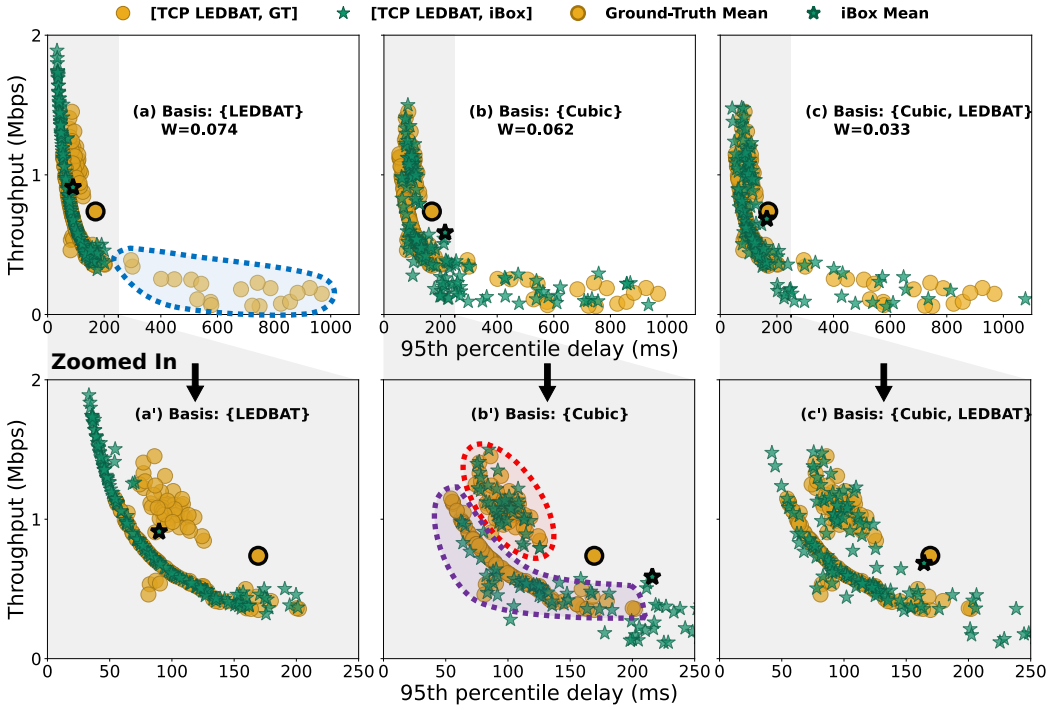 [TCP LEDBAT, GT] [TCP LEDBAT, iBox] Ground-Truth Mean iBox Mean
Throughput (Mbps)
2
1
0
(a) Basis: {LEDBAT}
W=0.074
0 200 400 600 800 1000
(b) Basis: {Cubic}
W=0.062
0 200 400 600 800 1000
(c) Basis: {Cubic, LEDBAT}
W=0.033
0 200 400 600 800 1000
95th percentile delay (ms)
Zoomed In
Throughput (Mbps)
2
1
0
(a') Basis: {LEDBAT}
0 50 100 150 200 250
(b') Basis: {Cubic}
0 50 100 150 200 250
(c') Basis: {Cubic, LEDBAT}
0 50 100 150 200 250
95th percentile delay (ms)